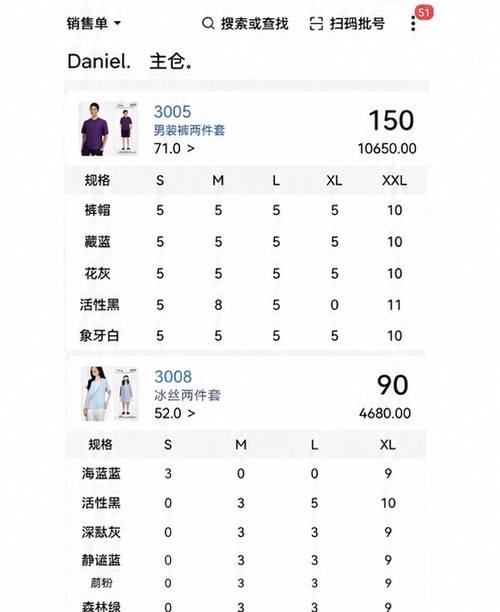 销售单 搜索或查找 扫码批号 51
Daniel. 主仓。
3005 150
男装裤两件套
71.0 > 10650.00
规格 S M L XL XXL
裤帽 5 5 5 5 10
藏蓝 5 5 5 5 10
花灰 5 5 5 5 10
活性黑 5 8 5 0 11
象牙白 5 5 5 5 10
3008 90
冰丝两件套
52.0 > 4680.00
规格 S M L XL
海蓝蓝 3 0 0 9
活性黑 0 3 5 10
深㱊灰 0 3 3 9
静谧蓝 0 3 3 9
粉 0 3 3 9
森林绿 0 3 3 9